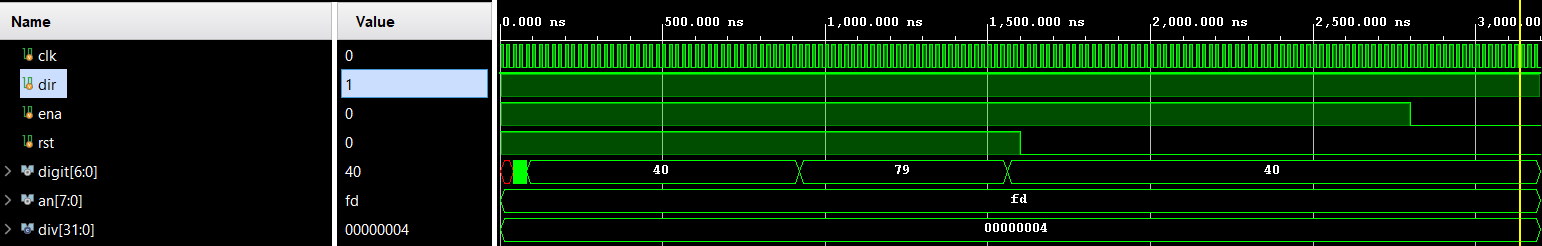 Name Value 0.000 ns 500.000 ns 1,000.000 ns 1,500.000 ns 2,000.000 ns 2,500.000 ns 3,000.00
clk 0
dir 1
ena 0
rst 0
digit[6:0] 40 40 79 40
an[7:0] fd fd
div[31:0] 00000004 00000004